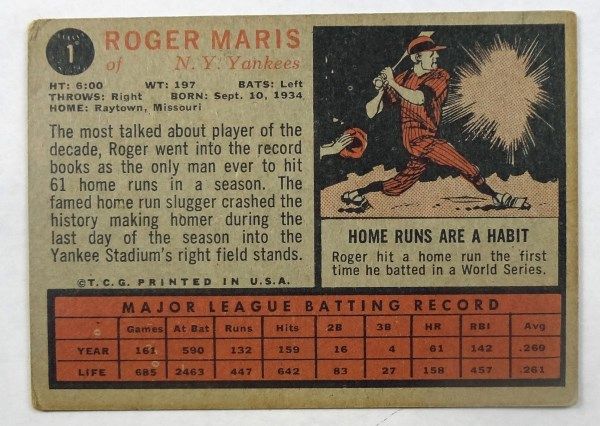 1
ROGER MARIS
of N. Y. Yankees
HT: 6:00 WT: 197 BATS: Left
THROWS: Right BORN: Sept. 10, 1934
HOME: Raytown, Missouri
The most talked about player of the
decade, Roger went into the record
books as the only man ever to hit
61 home runs in a season. The
famed home run slugger crashed the
history making homer during the
last day of the season into the
Yankee Stadium's right field stands.
©T.C.G. PRINTED IN U.S.A.
HOME RUNS ARE A HABIT
Roger hit a home run the first
time he batted in a World Series.
MAJOR LEAGUE BATTING RECORD
Games At Bat Runs Hits 2B 3B HR RBI Avg
YEAR 161 590 132 159 16 4 61 142 .269
LIFE 685 2463 447 642 83 27 158 457 .261